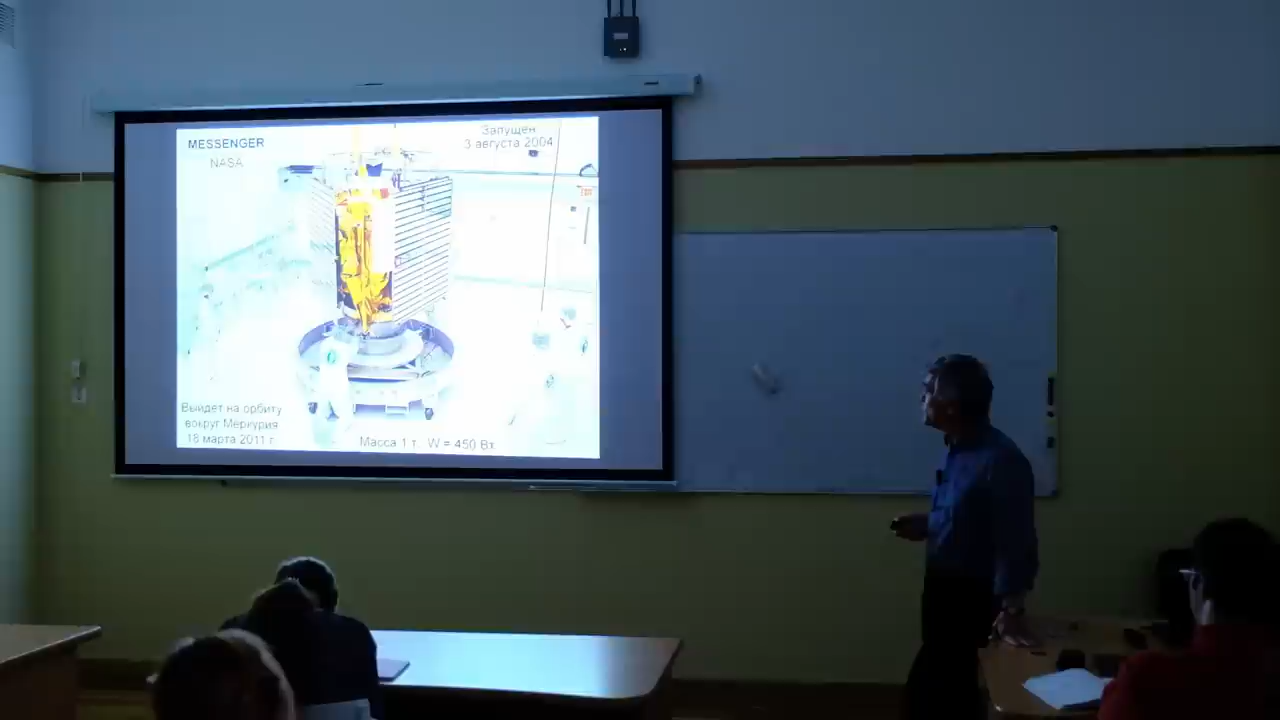 MESSENGER
NASA
Запущен
3 августа 2004
Выйдет на орбиту
вокруг Меркурия
18 марта 2011 г.
Масса 1 т. W = 450 Вт.